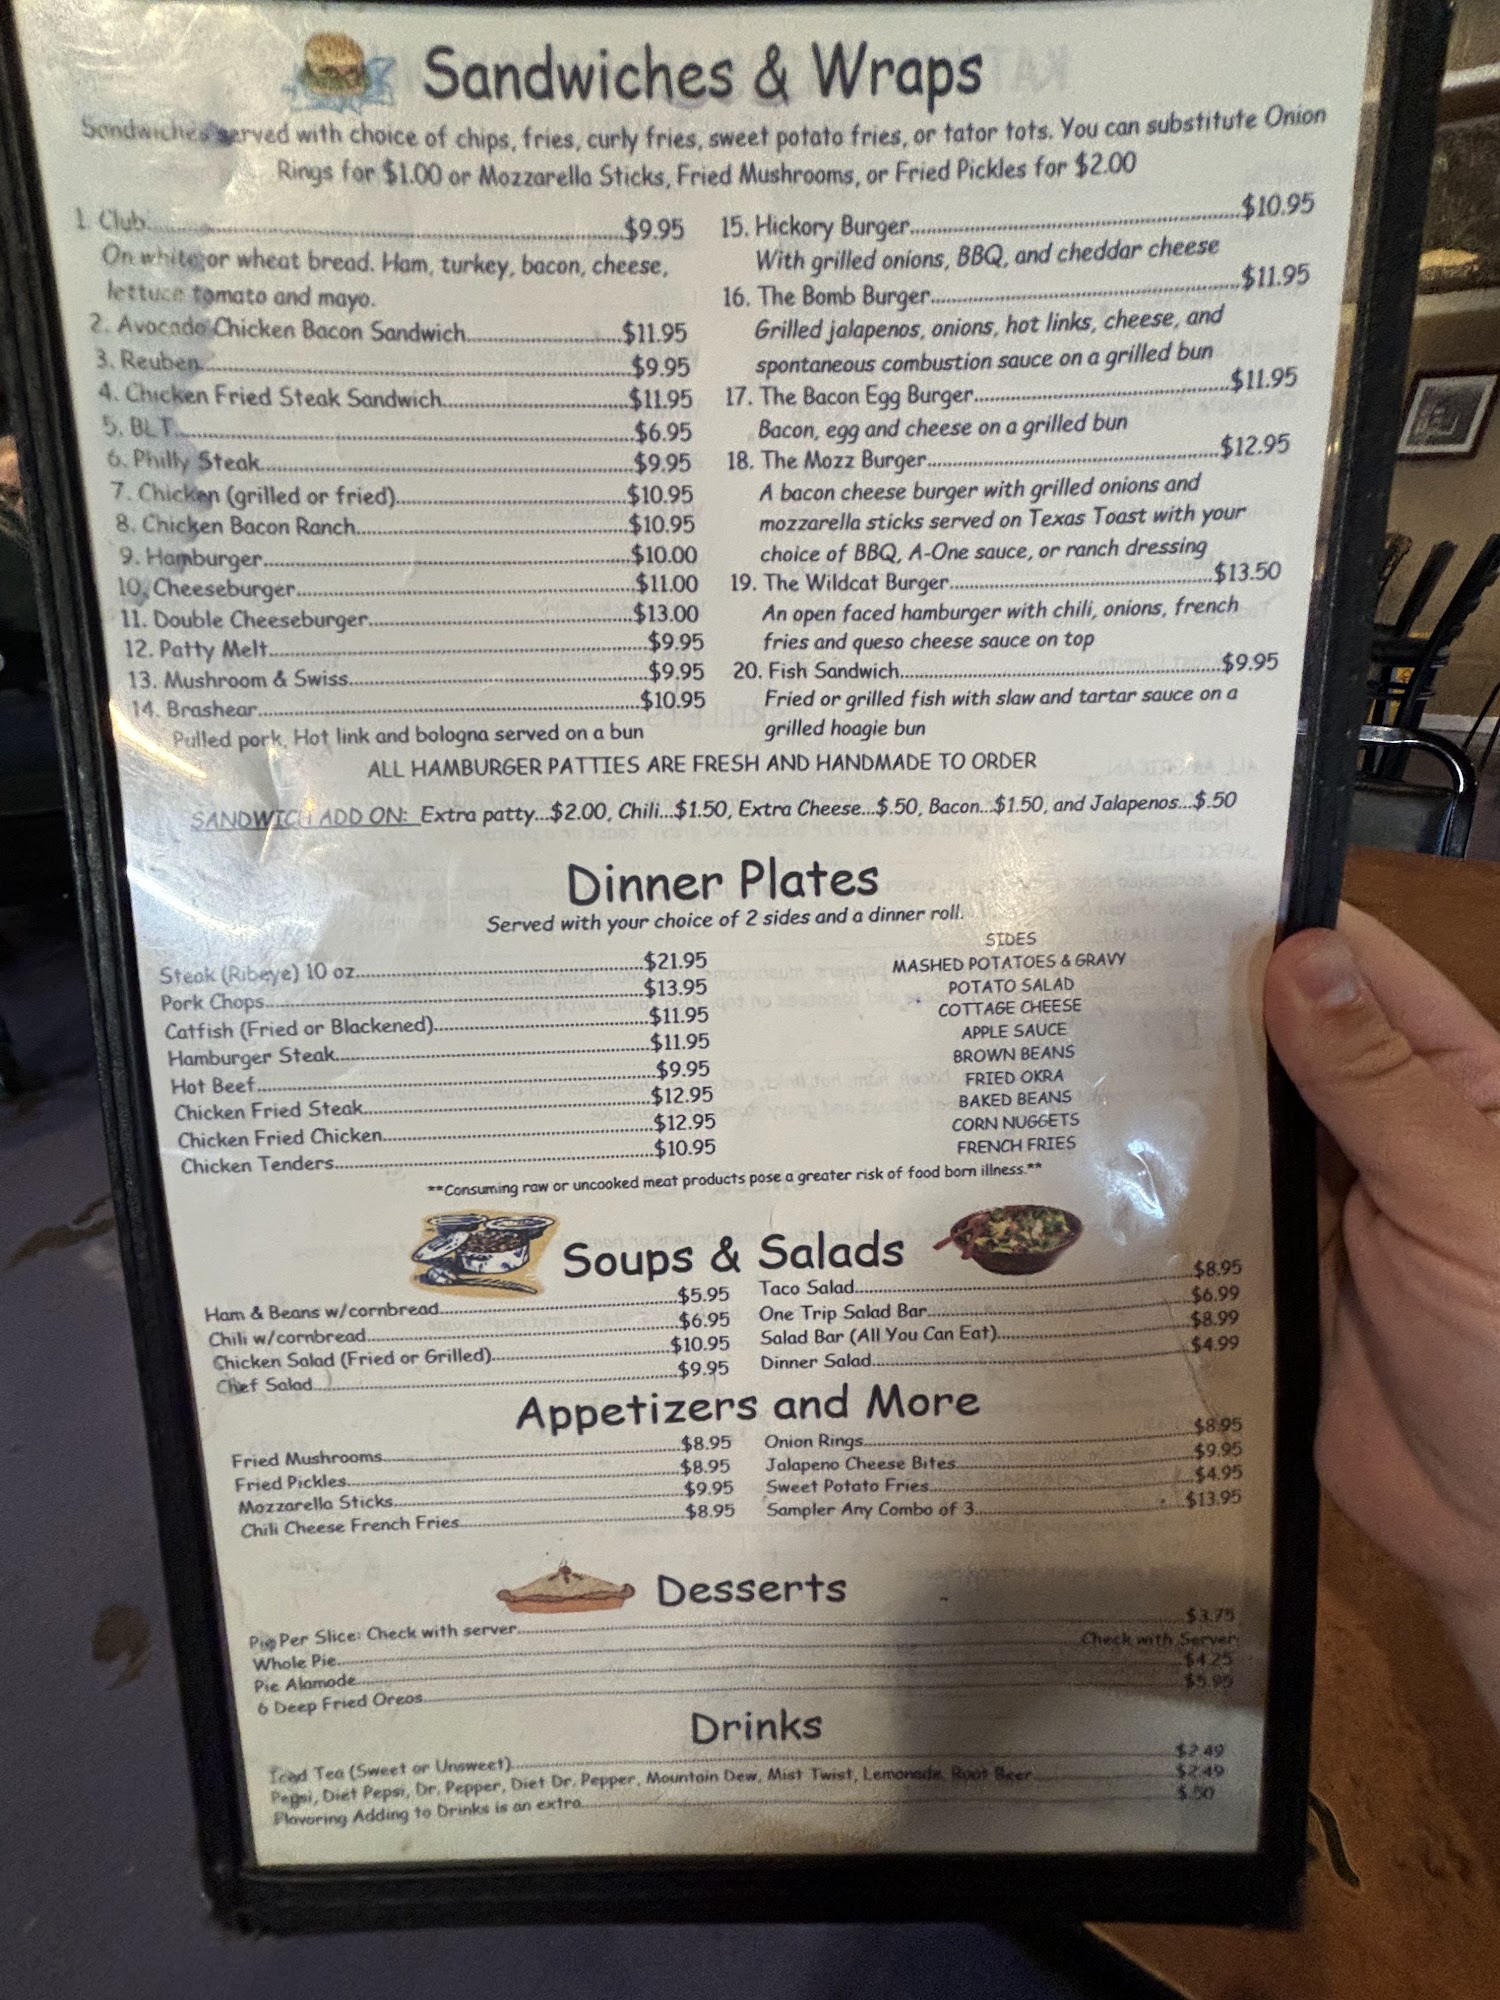 Sandwiches & Wraps
Sandwiches served with choice of chips, fries, curly fries, sweet potato fries, or tator tots. You can substitute Onion
Rings for $1.00 or Mozzarella Sticks, Fried Mushrooms, or Fried Pickles for $2.00
1. Club...$9.95
On white or wheat bread. Ham, turkey, bacon, cheese,
lettuce tomato and mayo.
2. Avocado Chicken Bacon Sandwich...$11.95
3. Reuben...$9.95
4. Chicken Fried Steak Sandwich...$11.95
5. BLT...$6.95
6. Philly Steak...$9.95
7. Chicken (grilled or fried)...$10.95
8. Chicken Bacon Ranch...$10.95
9. Hamburger...$10.00
10. Cheeseburger...$11.00
11. Double Cheeseburger...$13.00
12. Patty Melt...$9.95
13. Mushroom & Swiss...$9.95
14. Brashear...$10.95
Pulled pork, Hot link and bologna served on a bun
15. Hickory Burger...$10.95
With grilled onions, BBQ, and cheddar cheese
16. The Bomb Burger...$11.95
Grilled jalapenos, onions, hot links, cheese, and
spontaneous combustion sauce on a grilled bun
17. The Bacon Egg Burger...$11.95
Bacon, egg and cheese on a grilled bun
18. The Mozz Burger...$12.95
A bacon cheese burger with grilled onions and
mozzarella sticks served on Texas Toast with your
choice of BBQ, A-One sauce, or ranch dressing
19. The Wildcat Burger...$13.50
An open faced hamburger with chili, onions, french
fries and queso cheese sauce on top
20. Fish Sandwich...$9.95
Fried or grilled fish with slaw and tartar sauce on a
grilled hoagie bun
ALL HAMBURGER PATTIES ARE FRESH AND HANDMADE TO ORDER
SANDWICH ADD ON: Extra patty...$2.00, Chili...$1.50, Extra Cheese...$.50, Bacon...$1.50, and Jalapenos...$.50
Dinner Plates
Served with your choice of 2 sides and a dinner roll.
Steak (Ribeye) 10 oz...$21.95
Pork Chops...$13.95
Catfish (Fried or Blackened)...$11.95
Hamburger Steak...$11.95
Hot Beef...$9.95
Chicken Fried Steak...$12.95
Chicken Fried Chicken...$12.95
Chicken Tenders...$10.95
SIDES
MASHED POTATOES & GRAVY
POTATO SALAD
COTTAGE CHEESE
APPLE SAUCE
BROWN BEANS
FRIED OKRA
BAKED BEANS
CORN NUGGETS
FRENCH FRIES
**Consuming raw or uncooked meat products pose a greater risk of food born illness.**
Soups & Salads
Ham & Beans w/cornbread...$5.95
Chili w/cornbread...$6.95
Chicken Salad (Fried or Grilled)...$10.95
Chef Salad...$9.95
Taco Salad...$8.95
One Trip Salad Bar...$6.99
Salad Bar (All You Can Eat)...$8.99
Dinner Salad...$4.99
Appetizers and More
Fried Mushrooms...$8.95
Fried Pickles...$8.95
Mozzarella Sticks...$9.95
Chili Cheese French Fries...$8.95
Onion Rings...$8.95
Jalapeno Cheese Bites...$9.95
Sweet Potato Fries...$4.95
Sampler Any Combo of 3...$13.95
Desserts
Pie Per Slice: Check with server...$3.75
Whole Pie...Check with Server
Pie Alamode...$4.25
6 Deep Fried Oreos...$5.95
Drinks
Iced Tea (Sweet or Unsweet)...$2.49
Pepsi, Diet Pepsi, Dr. Pepper, Diet Dr. Pepper, Mountain Dew, Mist Twist, Lemonade, Root Beer...$2.49
Flavoring Adding to Drinks is an extra...$.50